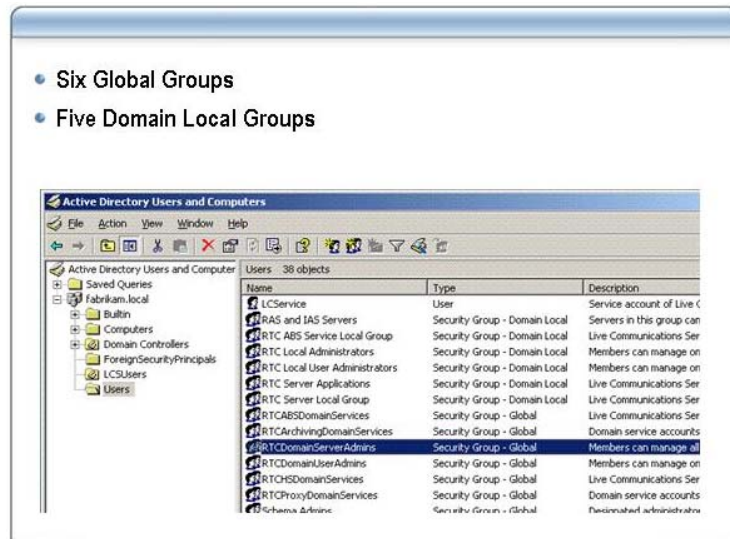 Six Global Groups
Five Domain Local Groups
Active Directory Users and Computers
File Action View Window Help
Active Directory Users and Computer
Saved Queries
fabrikam.local
Builtin
Computers
Domain Controllers
ForeignSecurityPrincipals
LCSUsers
Users
Users 38 objects
Name Type Description
LCService User Service account of Live C
RAS and IAS Servers Security Group - Domain Local Servers in this group can
RTC ABS Service Local Group Security Group - Domain Local Live Communications Ser
RTC Local Administrators Security Group - Domain Local Members can manage on
RTC Local User Administrators Security Group - Domain Local Members can manage on
RTC Server Applications Security Group - Domain Local Live Communications Ser
RTC Server Local Group Security Group - Domain Local Live Communications Ser
RTCABSDomainServices Security Group - Global Live Communications Ser
RTCArchivingDomainServices Security Group - Global Domain service accounts
RTCDomainServerAdmins Security Group - Global Members can manage all
RTCDomainUserAdmins Security Group - Global Members can manage on
RTCHSDomainServices Security Group - Global Live Communications Ser
RTCProxyDomainServices Security Group - Global Domain service accounts
Schema Admins Security Group - Global Designated administrator